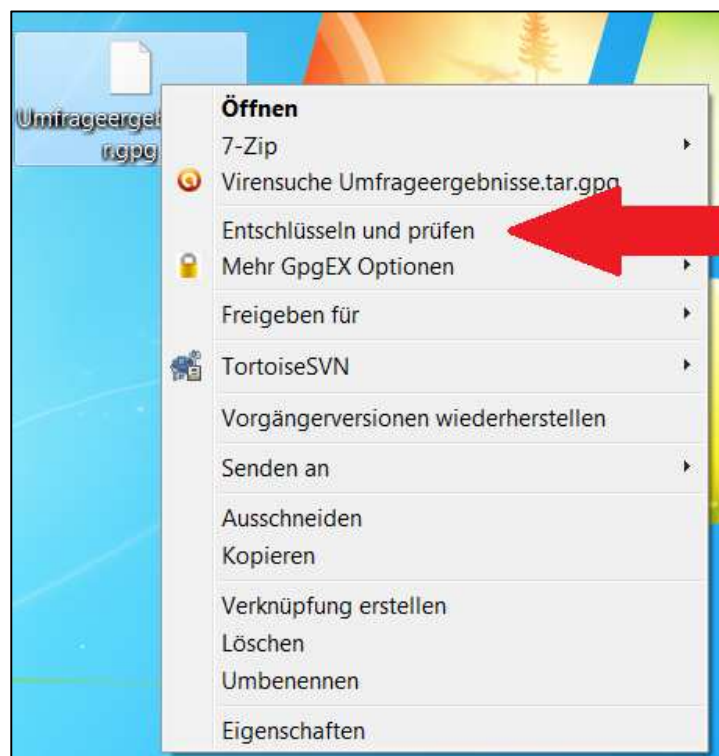 Umfrageergeb
r.gpg
Öffnen
7-Zip
Virensuche Umfrageergebnisse.tar.gpg
Entschlüsseln und prüfen
Mehr GpgEX Optionen
Freigeben für
TortoiseSVN
Vorgängerversionen wiederherstellen
Senden an
Ausschneiden
Kopieren
Verknüpfung erstellen
Löschen
Umbenennen
Eigenschaften